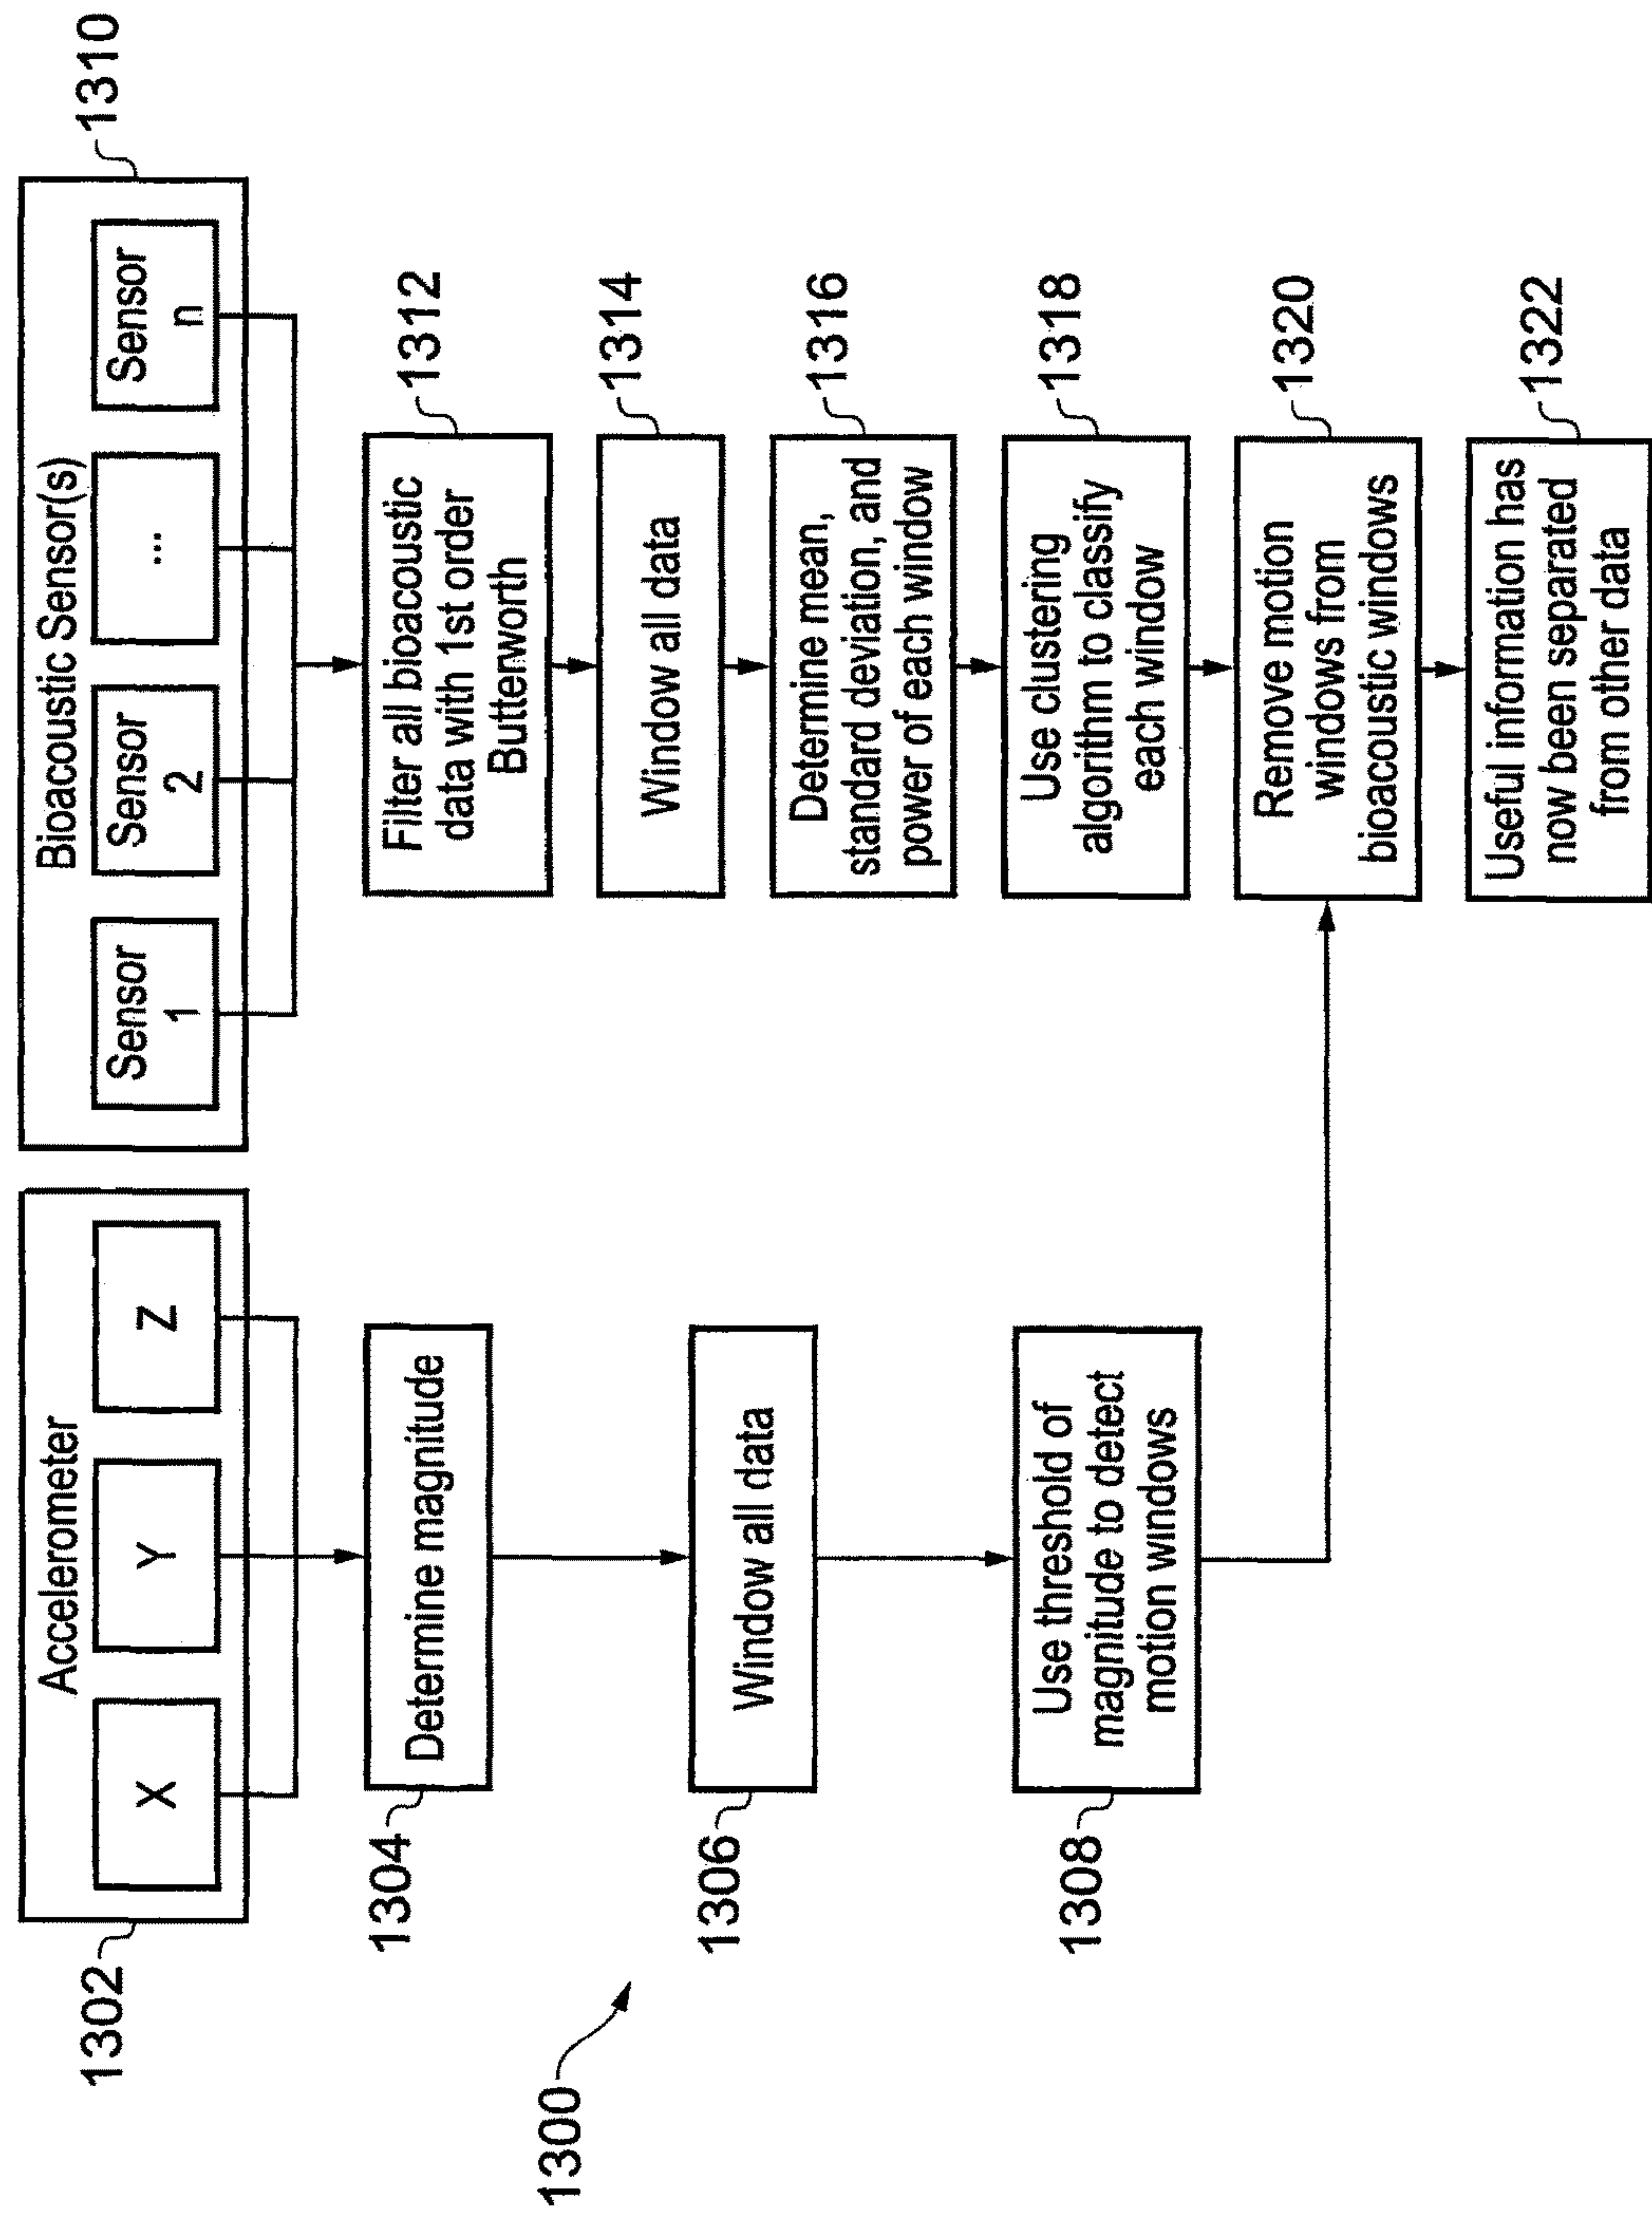 Accelerometer
X
Y
Z
1302
Determine magnitude
1304
Window all data
1306
Use threshold of
magnitude to detect
motion windows
1308
1300
Bioacoustic Sensor(s)
Sensor
1
Sensor
2
...
Sensor
n
1310
Filter all bioacoustic
data with 1st order
Butterworth
1312
Window all data
1314
Determine mean,
standard deviation, and
power of each window
1316
Use clustering
algorithm to classify
each window
1318
Remove motion
windows from
bioacoustic windows
1320
Useful information has
now been separated
from other data
1322